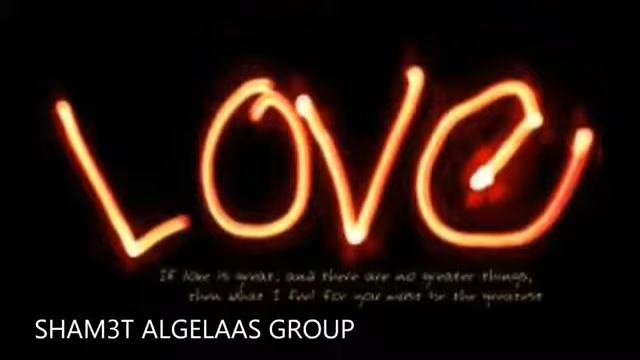 LOVE
If love is great, and there are no greater things,
then what I feel for you must be the greatest
SHAM3T ALGELAAS GROUP